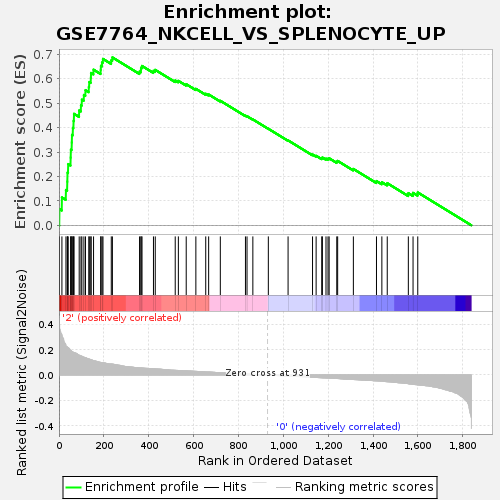 Enrichment plot:
GSE7764_NKCELL_VS_SPLENOCYTE_UP
Enrichment score (ES)
0.7
0.6
0.5
0.4
0.3
0.2
0.1
0.0
'2' (positively correlated)
Zero cross at 931
'0' (negatively correlated)
Ranked list metric (Signal2Noise)
0.4
0.2
0.0
-0.2
-0.4
0 200 400 600 800 1,000 1,200 1,400 1,600 1,800
Rank in Ordered Dataset
Enrichment profile Hits Ranking metric scores